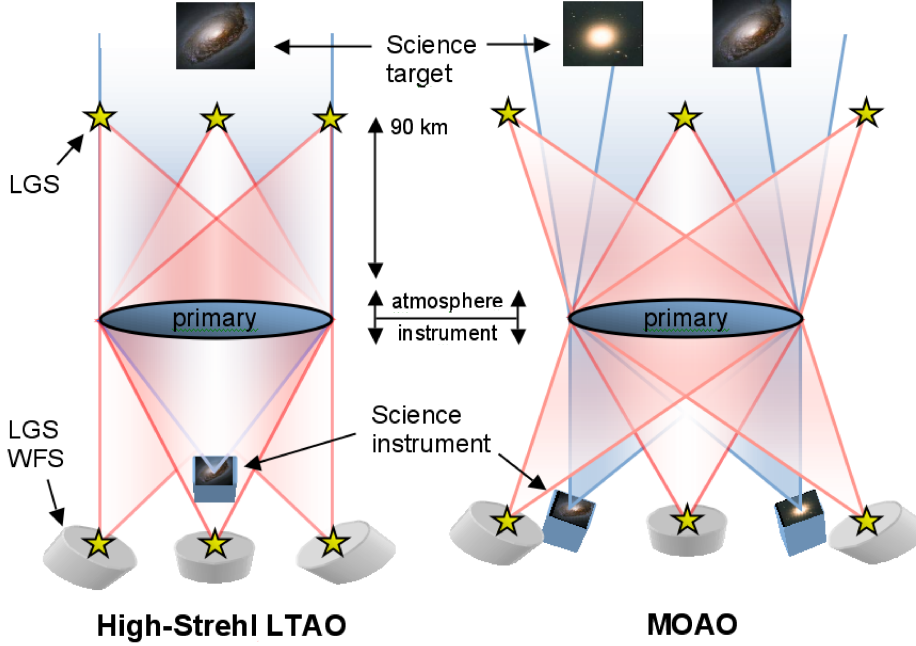 Science
target
90 km
LGS
atmosphere
primary
instrument
primary
Science
instrument
LGS
WFS
High-Strehl LTAO
MOAO